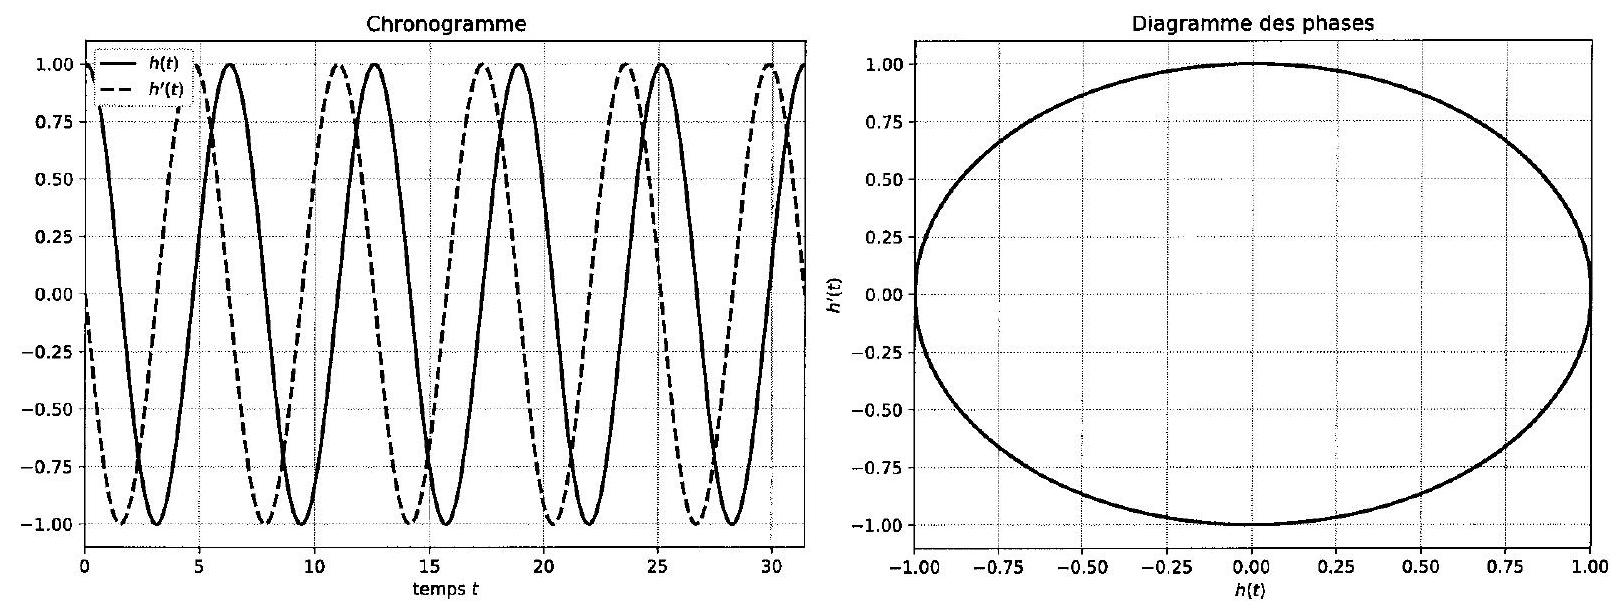 Chronogramme
h(t)
h′(t)
1.00
0.75
0.50
0.25
0.00
−0.25
−0.50
−0.75
−1.00
0 5 10 15 20 25 30
temps t
Diagramme des phases
h′(t)
1.00
0.75
0.50
0.25
0.00
−0.25
−0.50
−0.75
−1.00
−1.00 −0.75 −0.50 −0.25 0.00 0.25 0.50 0.75 1.00
h(t)